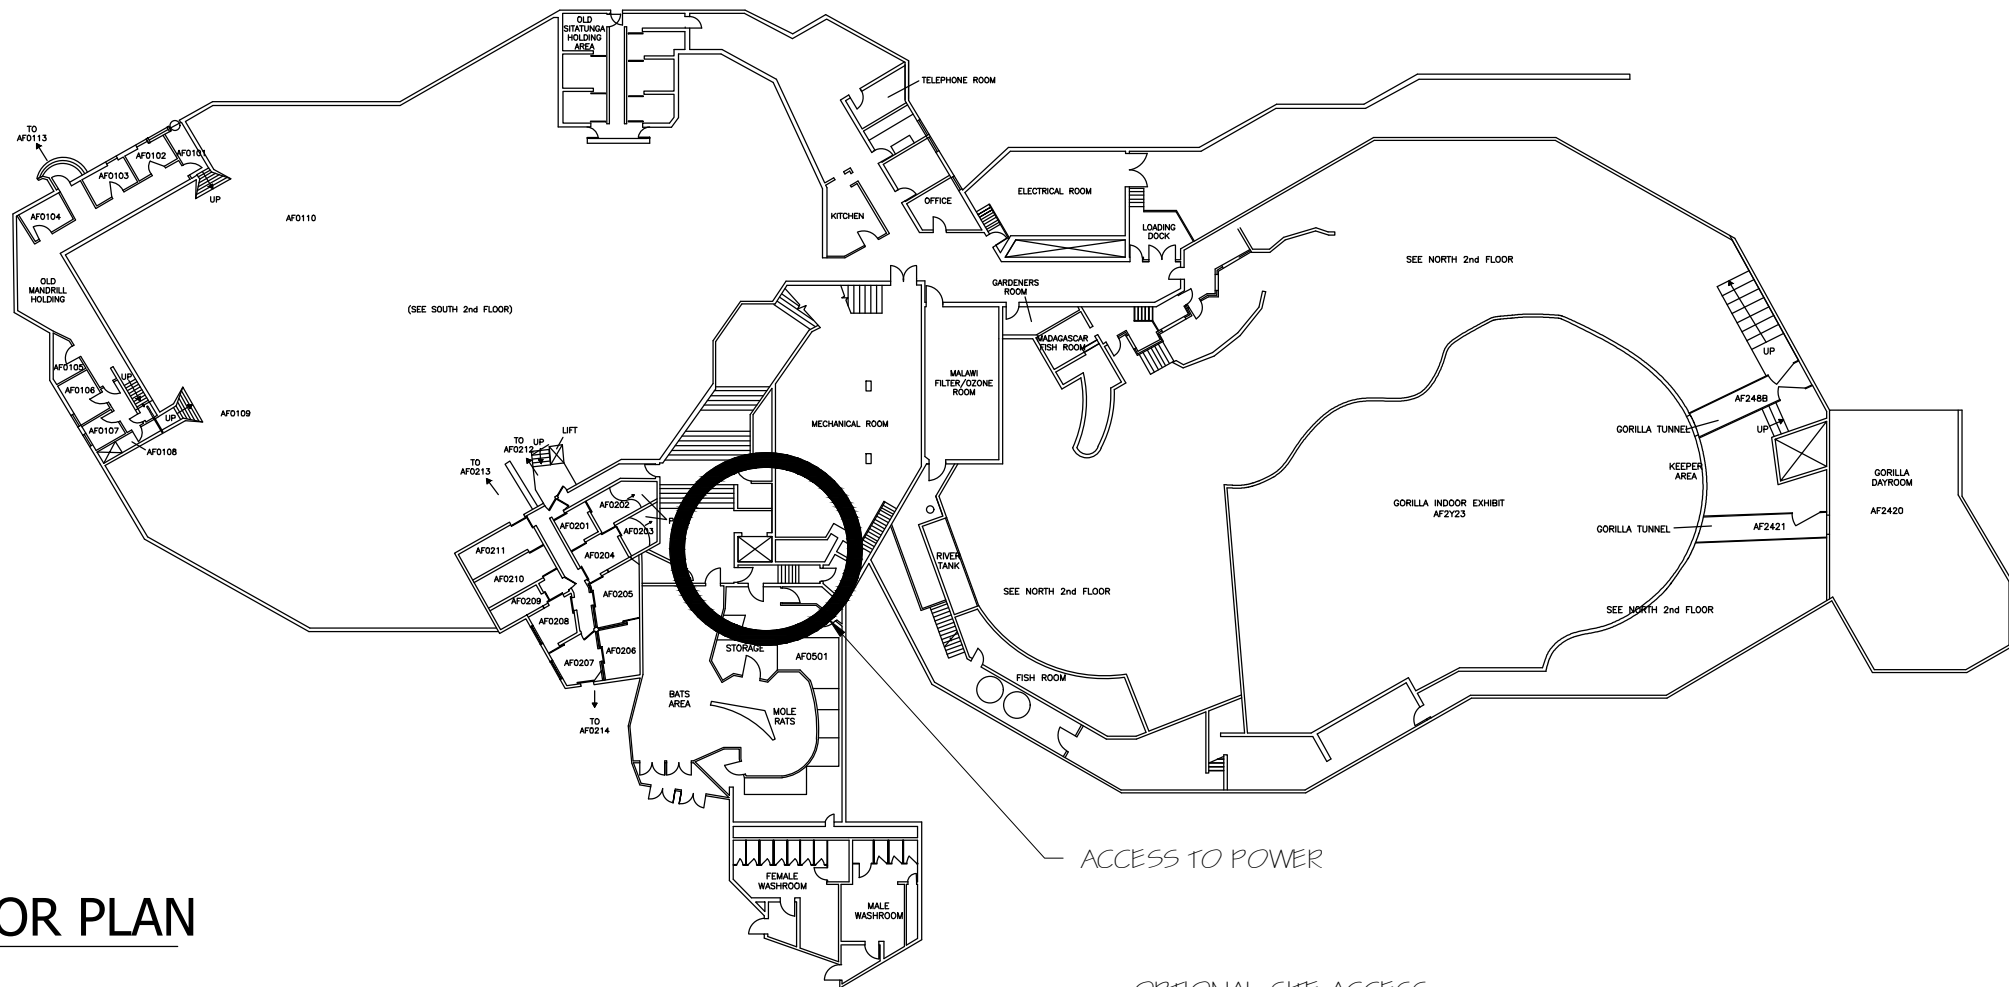 OLD
SITATUNGA
HOLDING
AREA
TELEPHONE ROOM
TO
AF0113
AF0101
AF0102
AF0103
AF0104
UP
AF0110
KITCHEN
OFFICE
ELECTRICAL ROOM
LOADING
DOCK
SEE NORTH 2nd FLOOR
OLD
MANDRILL
HOLDING
(SEE SOUTH 2nd FLOOR)
GARDENERS
ROOM
MADAGASCAR
FISH ROOM
UP
MALAWI
FILTER/OZONE
ROOM
AF0105
AF0106
UP
UP
AF0109
AF0107
AF0108
MECHANICAL ROOM
AF248B
GORILLA TUNNEL
UP
LIFT
TO
AF0212
UP
TO
AF0213
KEEPER
AREA
GORILLA
DAYROOM
AF2420
GORILLA INDOOR EXHIBIT
AF2Y23
GORILLA TUNNEL
AF2421
AF0202
AF0201
AF0203
AF0204
AF0211
AF0210
AF0209
AF0208
AF0205
AF0207
AF0206
RIVER
TANK
SEE NORTH 2nd FLOOR
SEE NORTH 2nd FLOOR
STORAGE
AF0501
FISH ROOM
BATS
AREA
MOLE
RATS
TO
AF0214
ACCESS TO POWER
FEMALE
WASHROOM
MALE
WASHROOM
OR PLAN
OPTIONAL SITE ACCESS